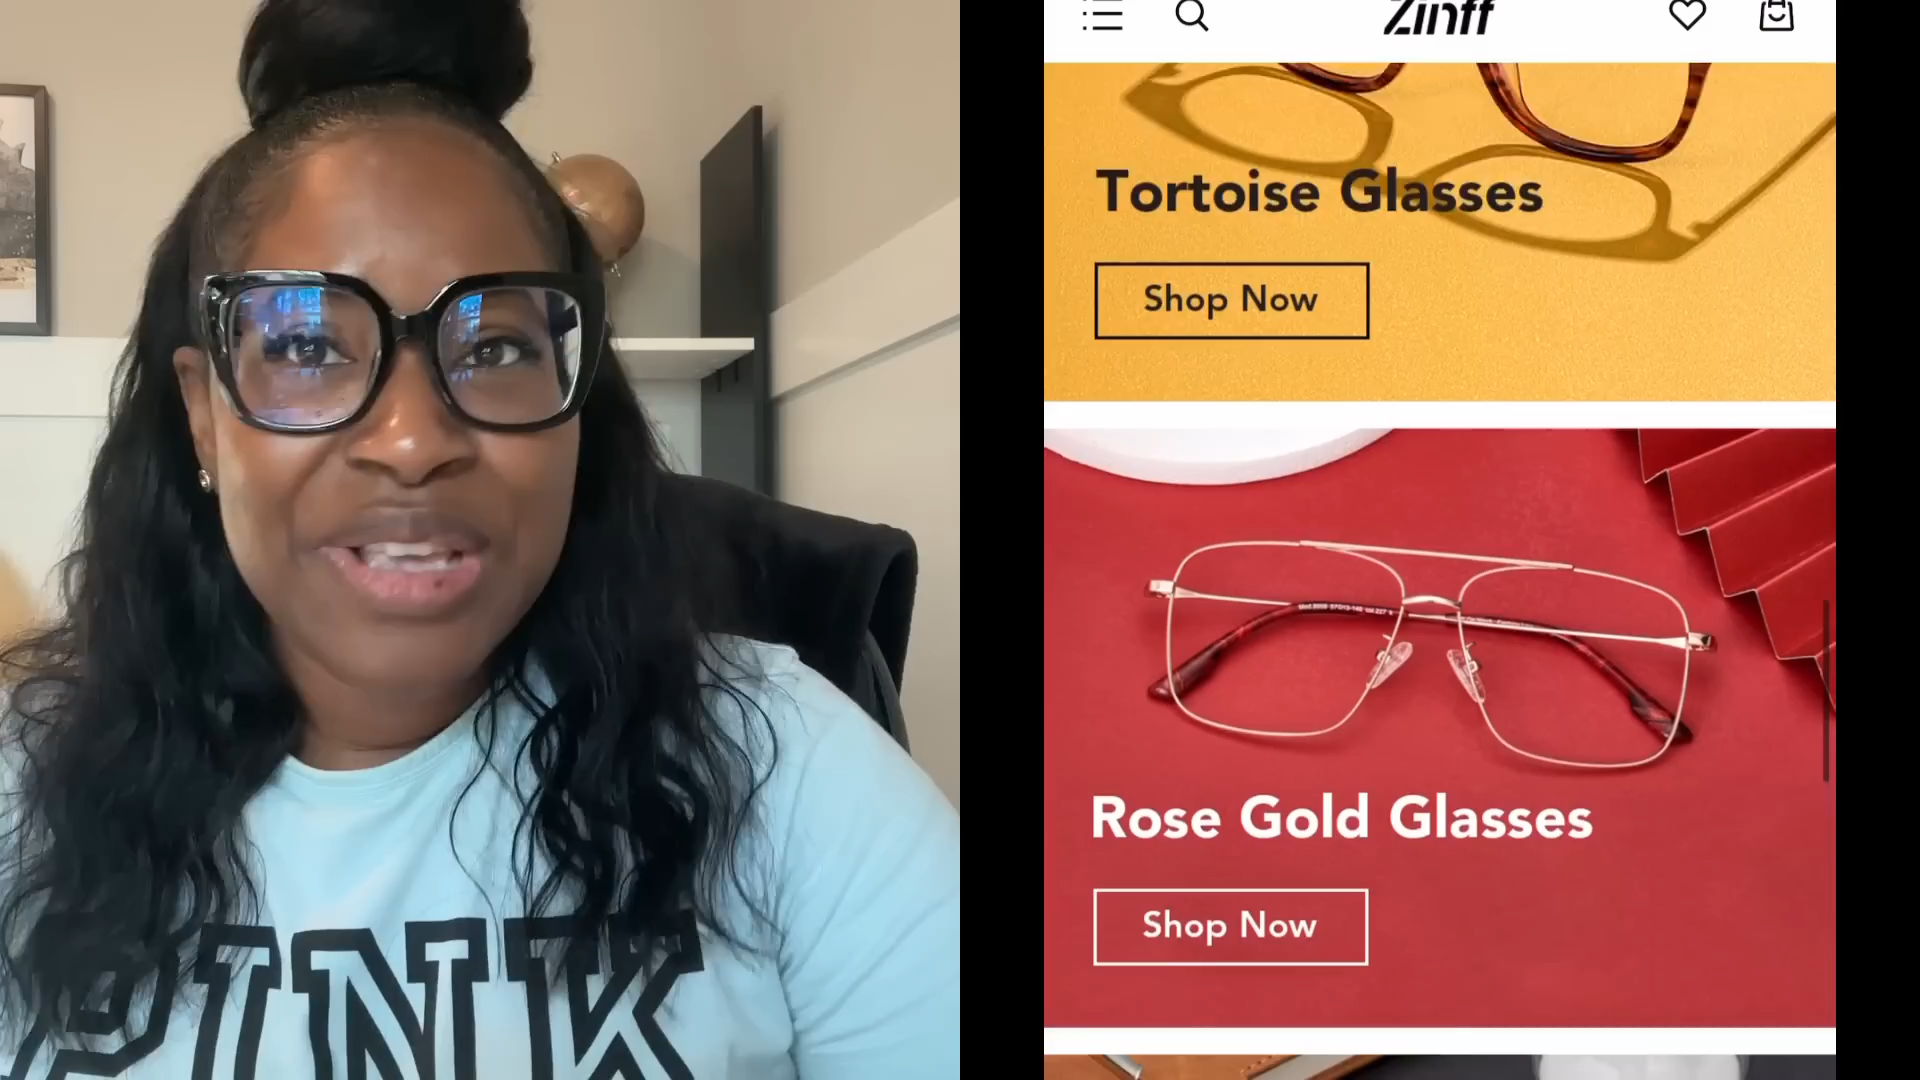 Zinff
Tortoise Glasses
Shop Now
Rose Gold Glasses
Shop Now
PINK